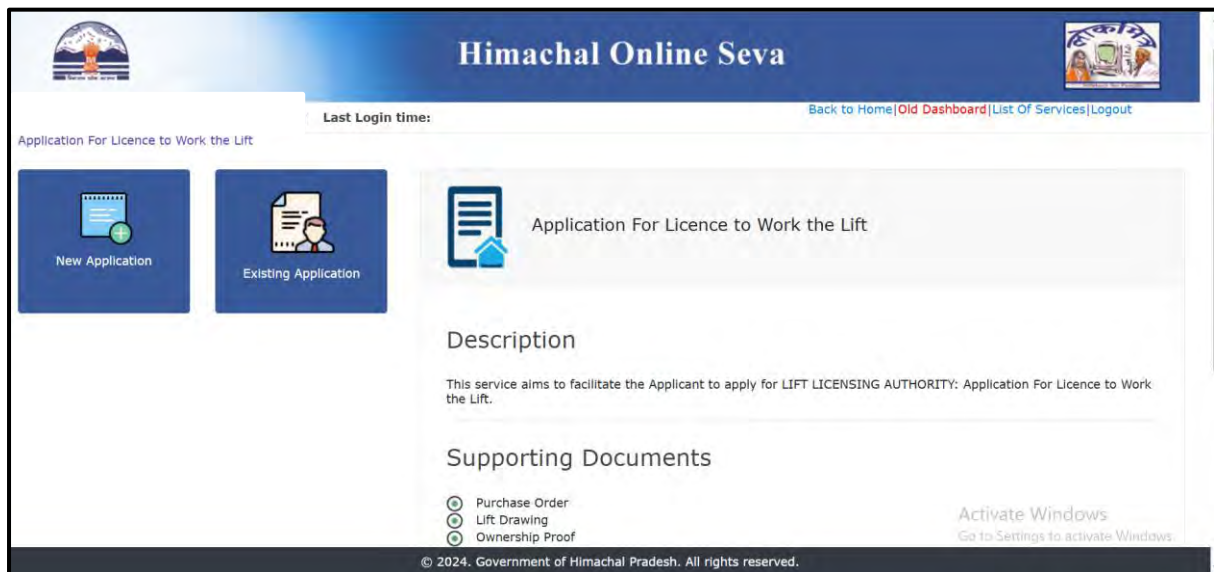 Himachal Online Seva
लोकमित्र
Last Login time:
Back to Home|Old Dashboard|List Of Services|Logout
Application For Licence to Work the Lift
New Application
Existing Application
Application For Licence to Work the Lift
Description
This service aims to facilitate the Applicant to apply for LIFT LICENSING AUTHORITY: Application For Licence to Work
the Lift.
Supporting Documents
Purchase Order
Lift Drawing
Ownership Proof
Activate Windows
Go to Settings to activate Windows.
© 2024. Government of Himachal Pradesh. All rights reserved.